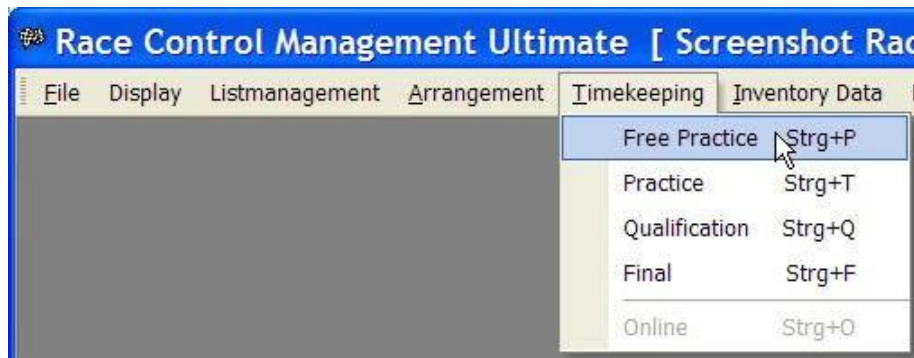 Race Control Management Ultimate [ Screenshot Rac
File Display Listmanagement Arrangement Timekeeping Inventory Data
Free Practice Strg+P
Practice Strg+T
Qualification Strg+Q
Final Strg+F
Online Strg+O